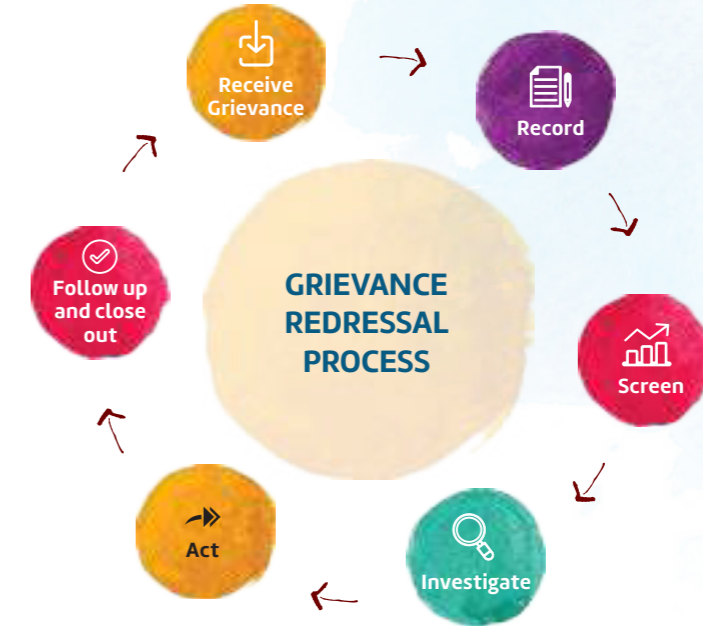 Receive
Grievance
Record
Screen
Investigate
Act
Follow up
and close
out
GRIEVANCE
REDRESSAL
PROCESS